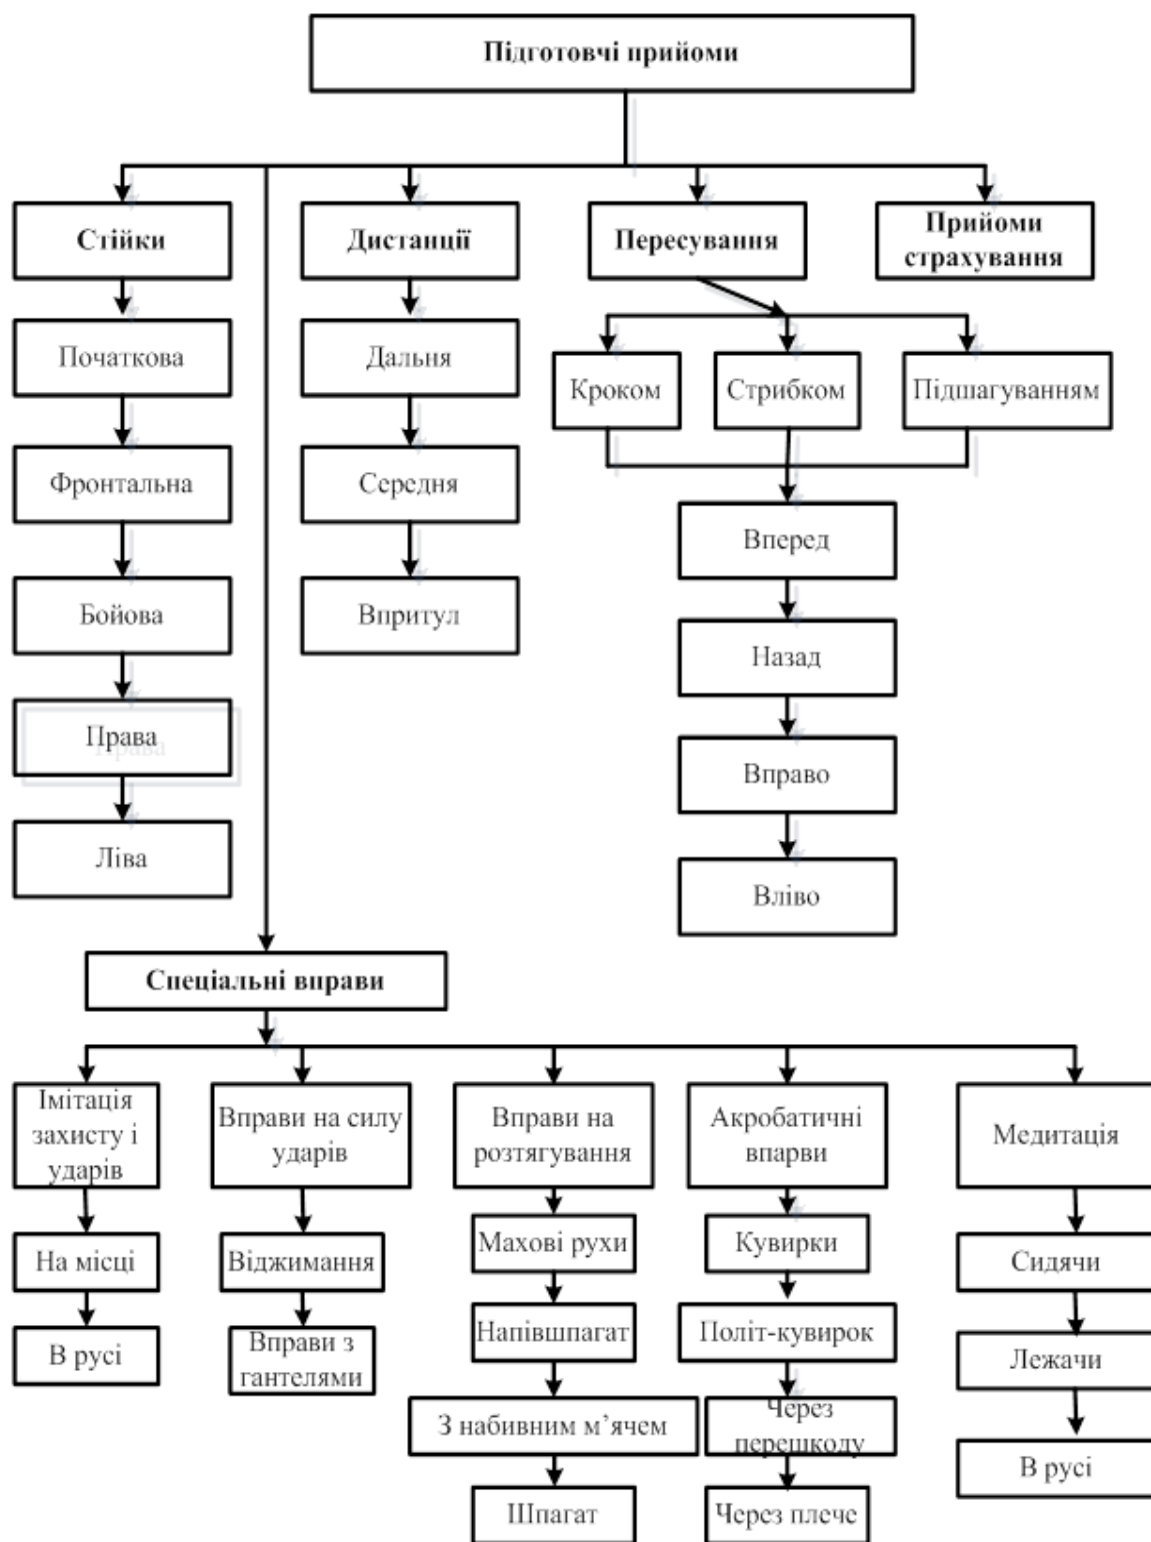 Підготовчі прийоми
Стійки
Дистанції
Пересування
Прийоми
страхування
Початкова
Дальня
Кроком
Стрибком
Підшагуванням
Фронтальна
Середня
Вперед
Бойова
Впритул
Назад
Права
Вправо
Ліва
Вліво
Спеціальні вправи
Імітація
захисту і
ударів
Вправи на силу
ударів
Вправи на
розтягування
Акробатичні
впарви
Медитація
На місці
Віджимання
Махові рухи
Кувирки
Сидячи
В русі
Вправи з
гантелями
Напівшпагат
Політ-кувирок
Лежачи
З набивним м’ячем
Через
перешкоду
В русі
Шпагат
Через плече